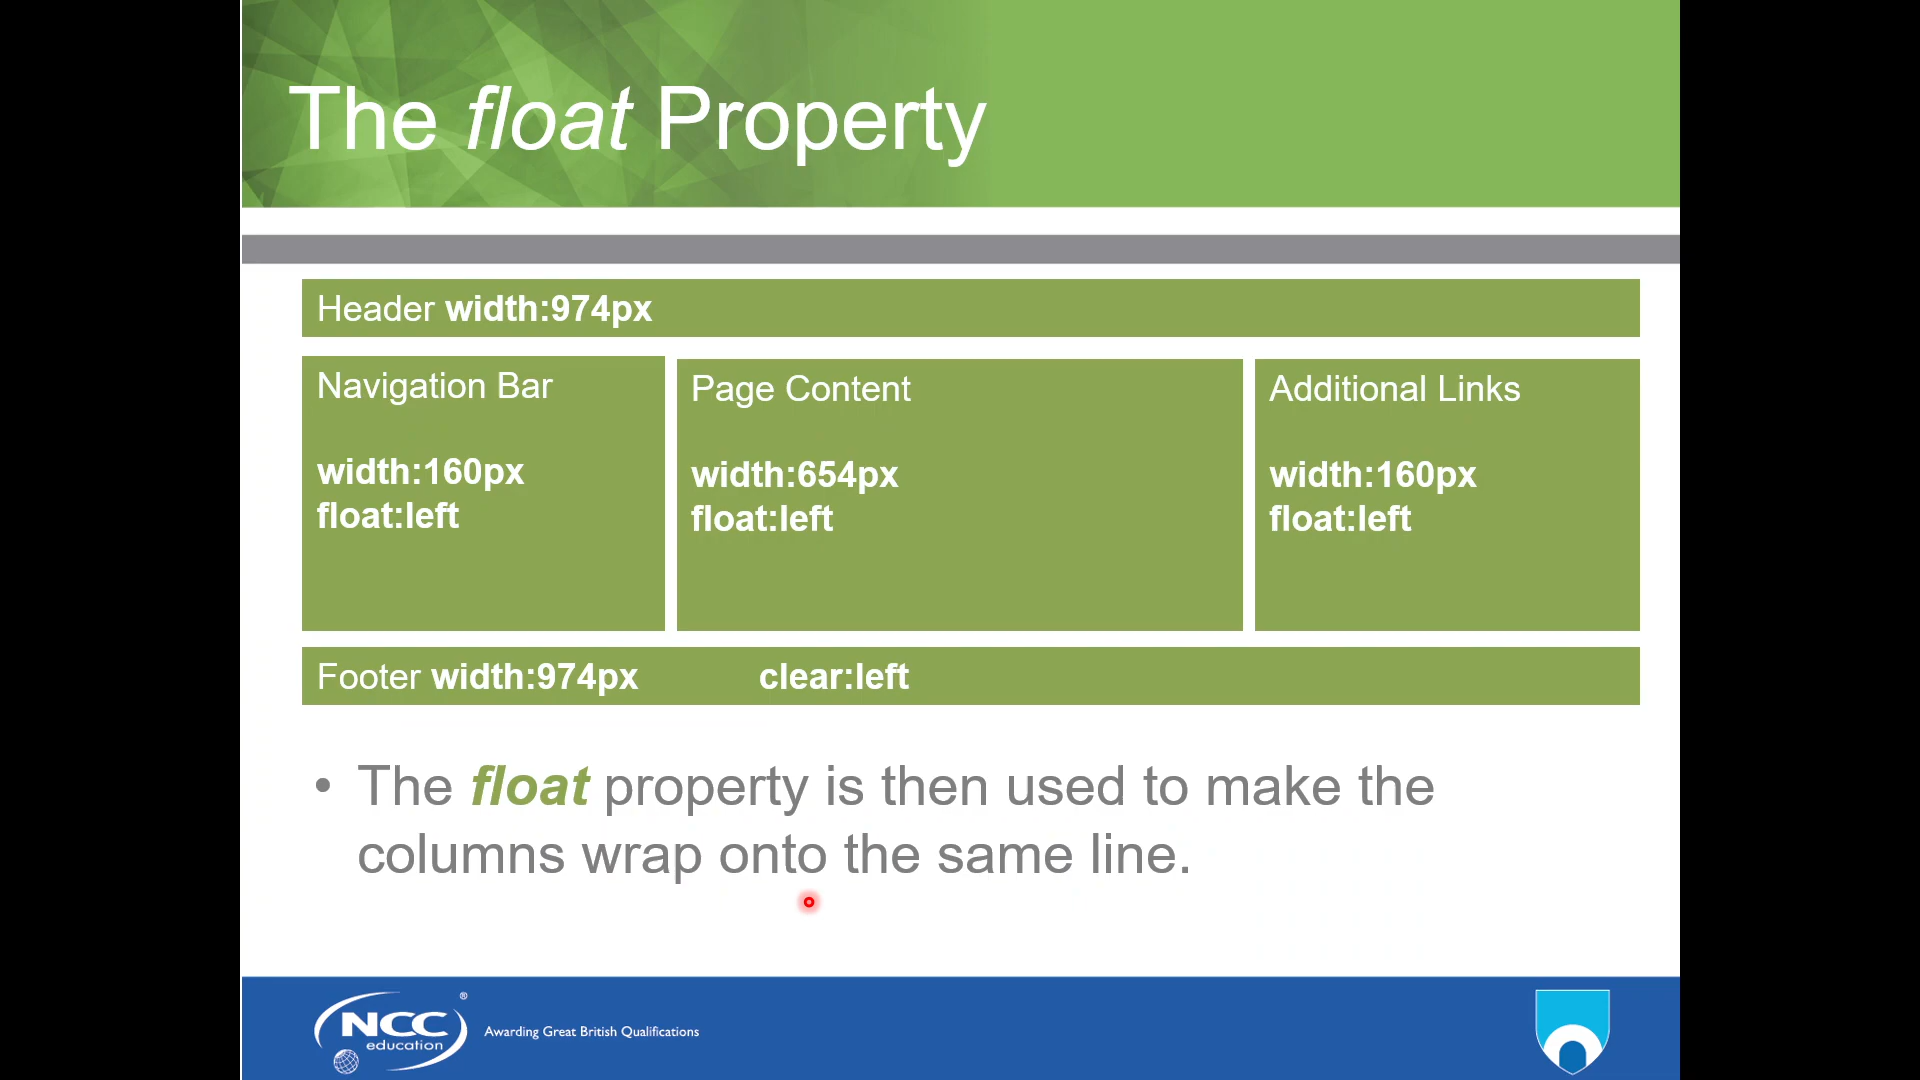 The float Property
Header width:974px
Navigation Bar
width:160px
float:left
Page Content
width:654px
float:left
Additional Links
width:160px
float:left
Footer width:974px clear:left
• The float property is then used to make the
columns wrap onto the same line.
NCC ®
education
Awarding Great British Qualifications